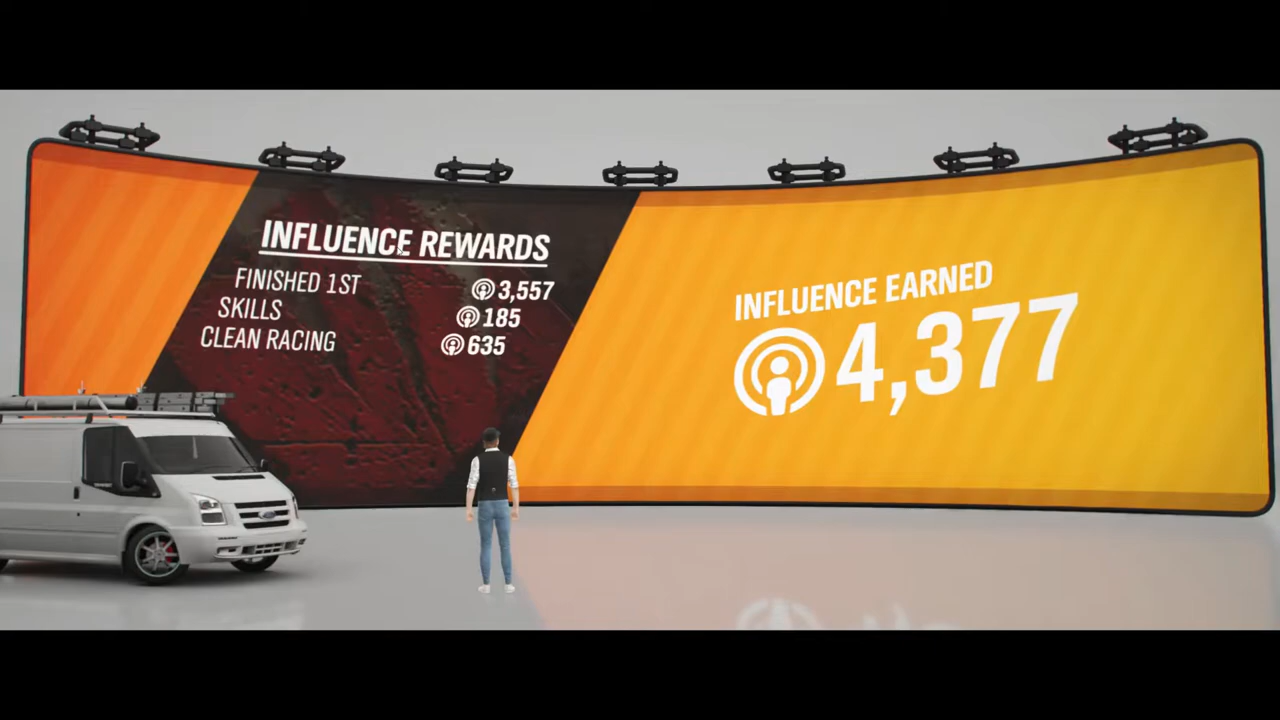 INFLUENCE REWARDS
FINISHED 1ST 3,557
SKILLS 185
CLEAN RACING 635
INFLUENCE EARNED
4,377